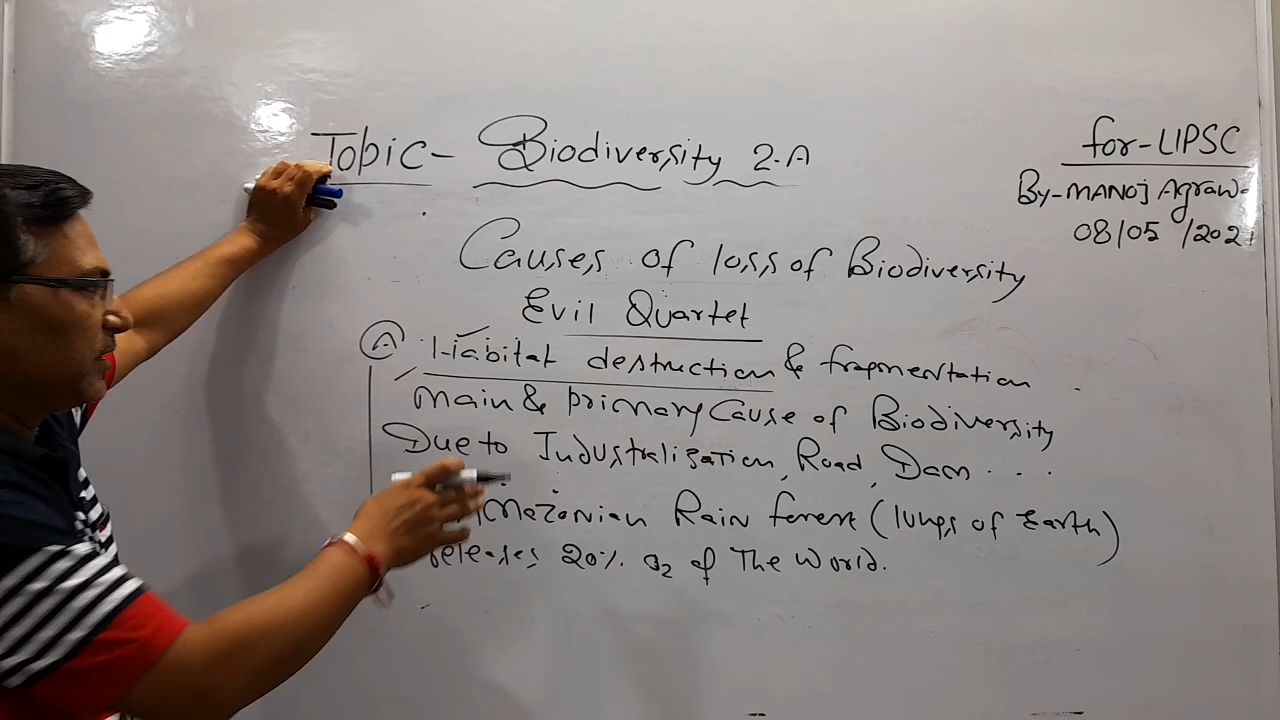 Topic- Biodiversity 2.A
for-UPSC
By-MANOJ Agraw
08/05/202
Causes of loss of Biodiversity
Evil Quartet
A Habitat destruction & fragmentation
main & primary Cause of Biodiversity
Due to Industralization, Road, Dam...
Amazonian Rain forest (lungs of Earth)
releases 20% O2 of The World.